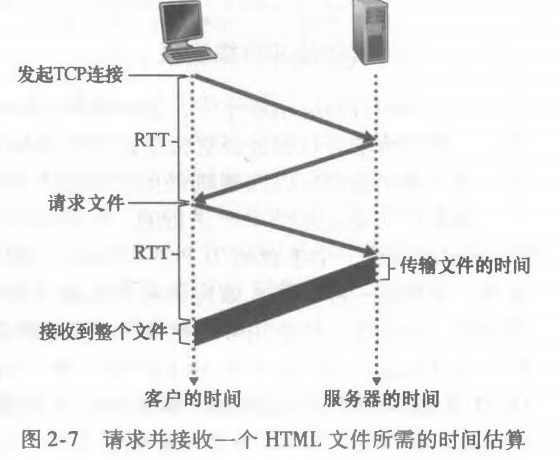 发起TCP连接
RTT
请求文件
RTT
传输文件的时间
接收到整个文件
客户的时间
服务器的时间
图 2-7 请求并接收一个 HTML 文件所需的时间估算